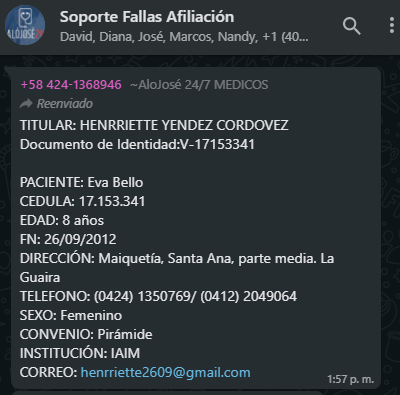 Soporte Fallas Afiliación
David, Diana, José, Marcos, Nandy, +1 (40...
ALÓJOSÉ
+58 424-1368946 ~AloJosé 24/7 MEDICOS
Reenviado
TITULAR: HENRRIETTE YENDEZ CORDOVEZ
Documento de Identidad:V-17153341
PACIENTE: Eva Bello
CEDULA: 17.153.341
EDAD: 8 años
FN: 26/09/2012
DIRECCIÓN: Maiquetía, Santa Ana, parte media. La
Guaira
TELEFONO: (0424) 1350769/ (0412) 2049064
SEXO: Femenino
CONVENIO: Pirámide
INSTITUCIÓN: IAIM
CORREO: henrriette2609@gmail.com
1:57 p. m.